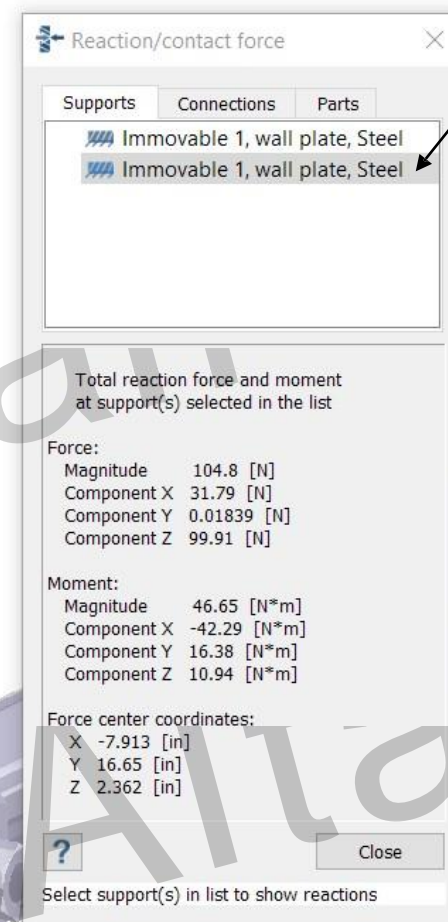 Reaction/contact force
Supports Connections Parts
Immovable 1, wall plate, Steel
Immovable 1, wall plate, Steel
Total reaction force and moment
at support(s) selected in the list
Force:
Magnitude 104.8 [N]
Component X 31.79 [N]
Component Y 0.01839 [N]
Component Z 99.91 [N]
Moment:
Magnitude 46.65 [N*m]
Component X -42.29 [N*m]
Component Y 16.38 [N*m]
Component Z 10.94 [N*m]
Force center coordinates:
X -7.913 [in]
Y 16.65 [in]
Z 2.362 [in]
? Close
Select support(s) in list to show reactions